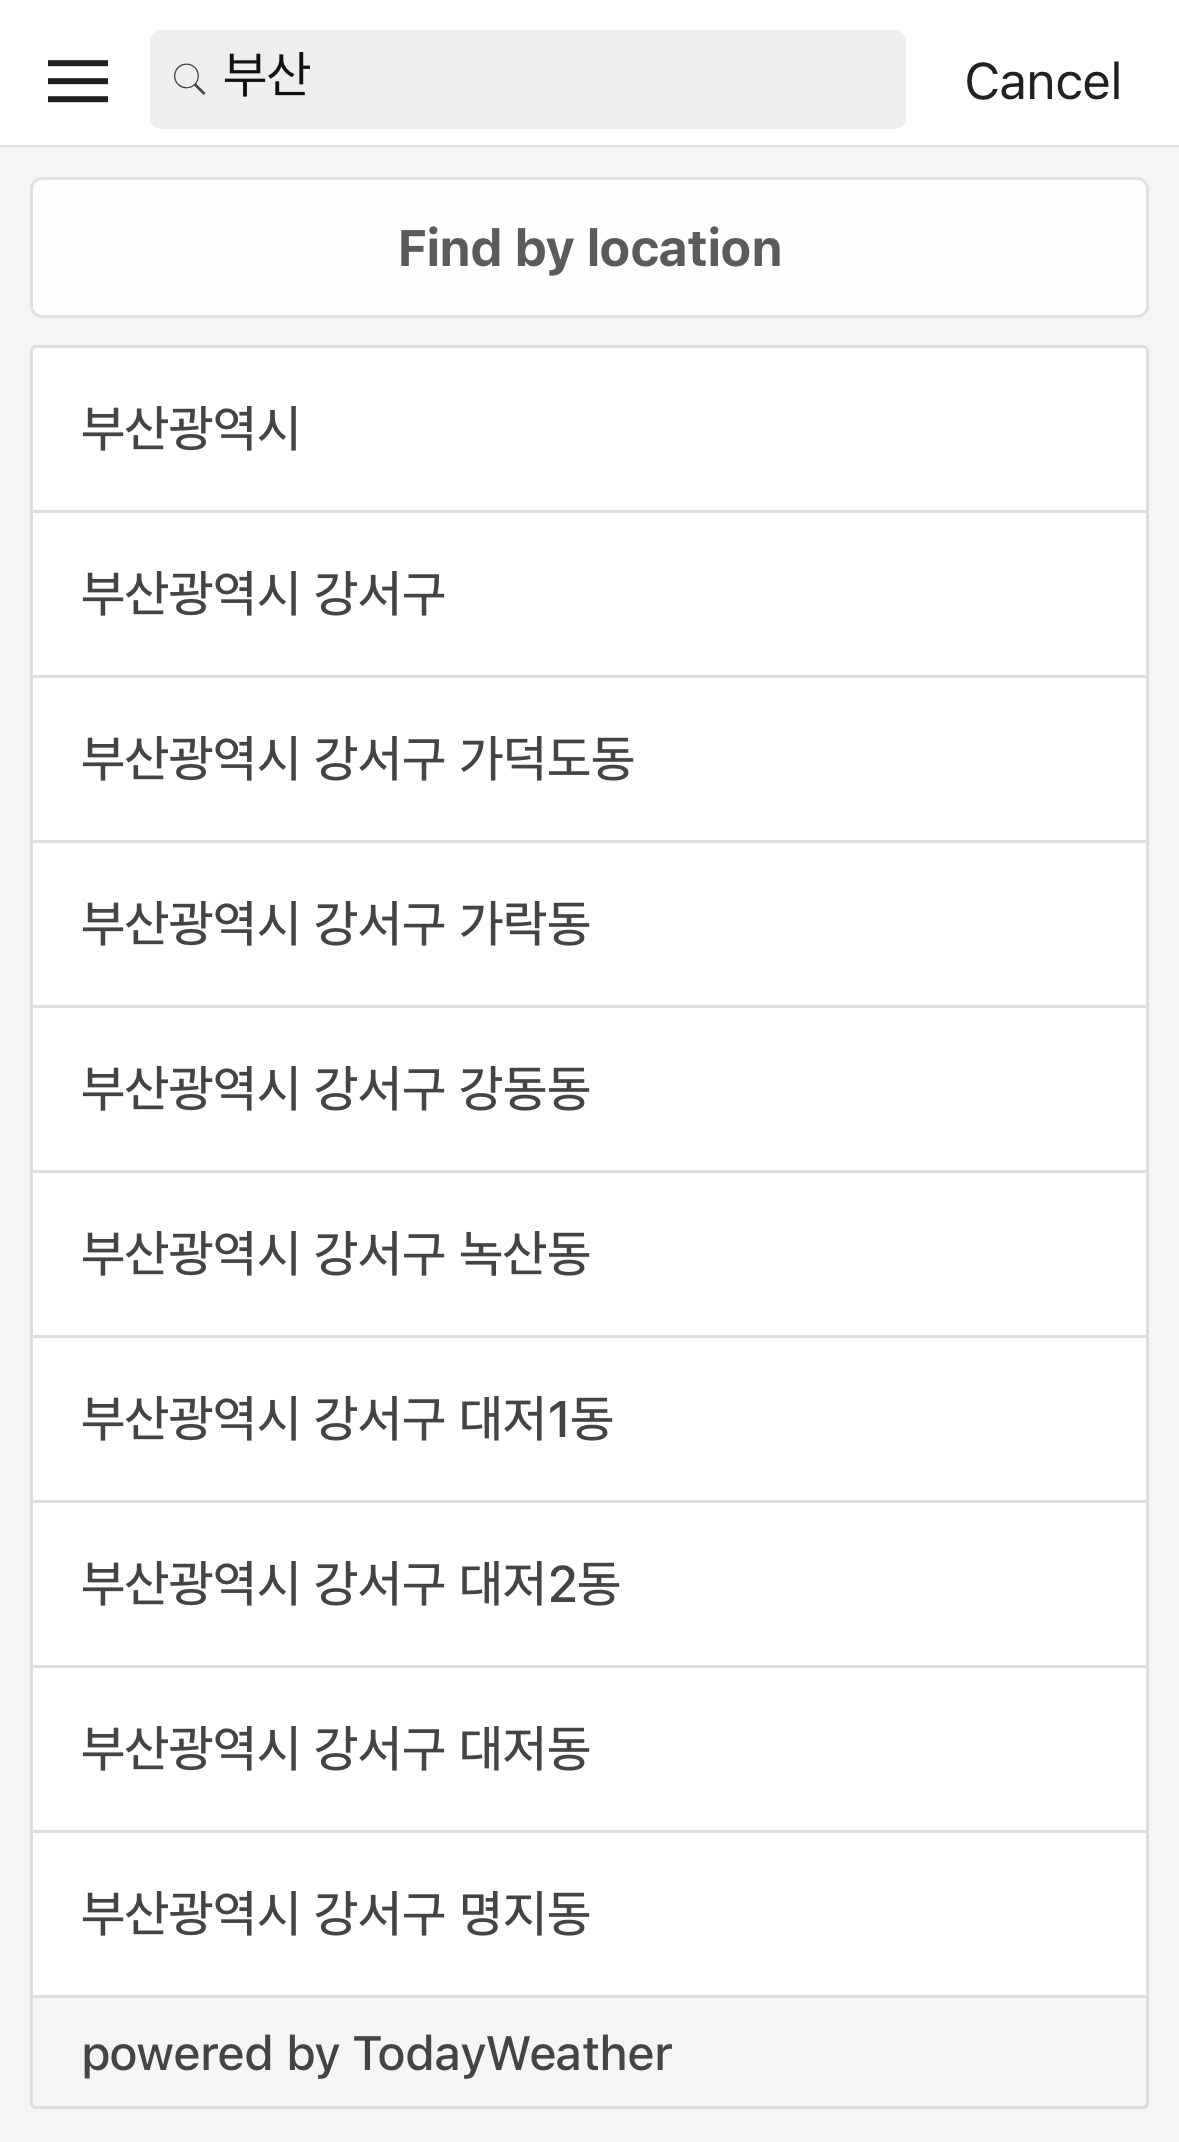 부산
Cancel
Find by location
부산광역시
부산광역시 강서구
부산광역시 강서구 가덕도동
부산광역시 강서구 가락동
부산광역시 강서구 강동동
부산광역시 강서구 녹산동
부산광역시 강서구 대저1동
부산광역시 강서구 대저2동
부산광역시 강서구 대저동
부산광역시 강서구 명지동
powered by TodayWeather